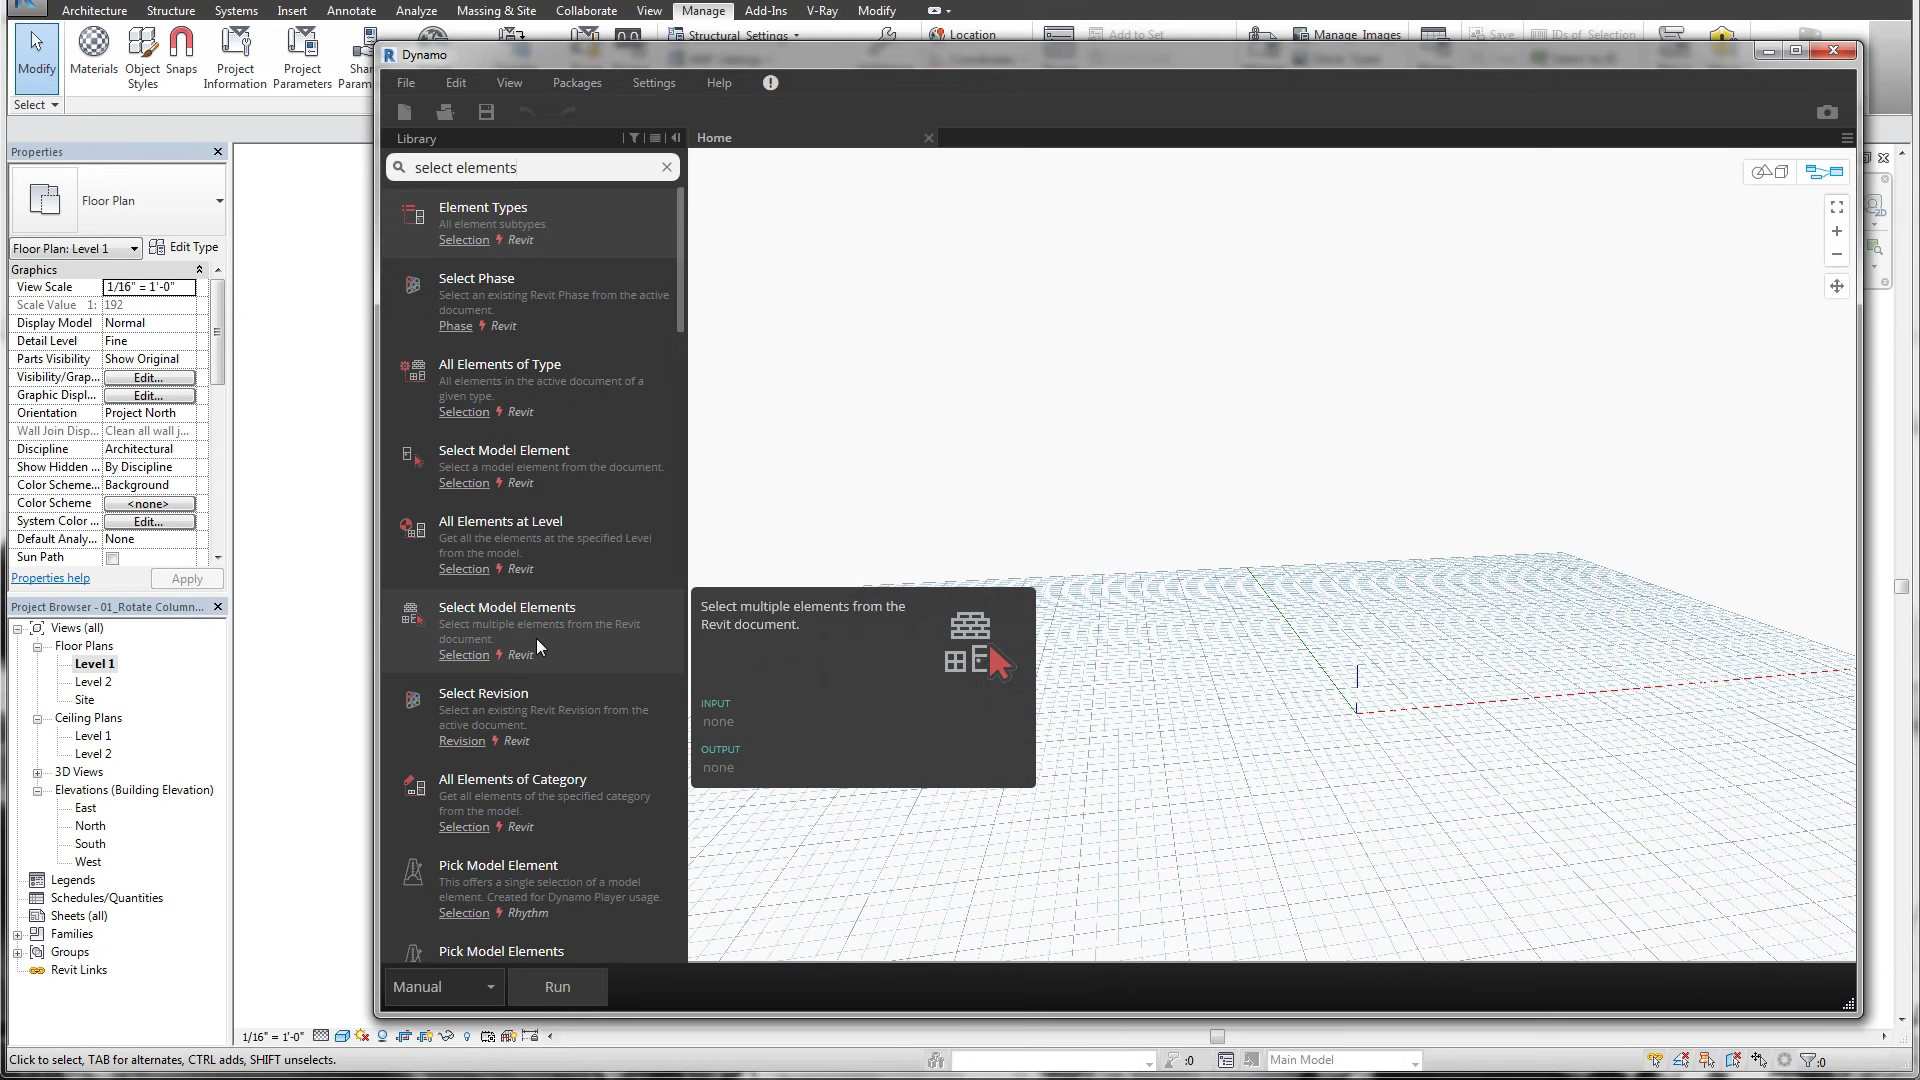 Architecture Structure Systems Insert Annotate Analyze Massing & Site Collaborate View Manage Add-Ins V-Ray Modify
Modify
Materials
Object Styles
Snaps
Project Information
Project Parameters
Structural Settings
Location
Add to Set
Manage Images
Save
IDs of Selection
Select
Dynamo
File Edit View Packages Settings Help
Library
Home
select elements
Element Types
All element subtypes.
Selection Revit
Select Phase
Select an existing Revit Phase from the active
document.
Phase Revit
All Elements of Type
All elements in the active document of a
given type.
Selection Revit
Select Model Element
Select a model element from the document.
Selection Revit
All Elements at Level
Get all the elements at the specified Level
from the model.
Selection Revit
Select Model Elements
Select multiple elements from the Revit
document.
Selection Revit
Select Revision
Select an existing Revit Revision from the
active document.
Revision Revit
All Elements of Category
Get all elements of the specified category
from the model.
Selection Revit
Pick Model Element
This offers a single selection of a model
element. Created for Dynamo Player usage.
Selection Rhythm
Pick Model Elements
Select multiple elements from the
Revit document.
INPUT
none
OUTPUT
none
Manual Run
Properties
Floor Plan
Floor Plan: Level 1 Edit Type
Graphics
View Scale 1/16" = 1'-0"
Scale Value 1: 192
Display Model Normal
Detail Level Fine
Parts Visibility Show Original
Visibility/Grap... Edit...
Graphic Displ... Edit...
Orientation Project North
Wall Join Disp... Clean all wall j...
Discipline Architectural
Show Hidden ... By Discipline
Color Scheme... Background
Color Scheme <none>
System Color ... Edit...
Default Analy... None
Sun Path
Properties help Apply
Project Browser - 01_Rotate Column...
Views (all)
Floor Plans
Level 1
Level 2
Site
Ceiling Plans
Level 1
Level 2
3D Views
Elevations (Building Elevation)
East
North
South
West
Legends
Schedules/Quantities
Sheets (all)
Families
Groups
Revit Links
1/16" = 1'-0"
Click to select, TAB for alternates, CTRL adds, SHIFT unselects.
:0
Main Model
:0